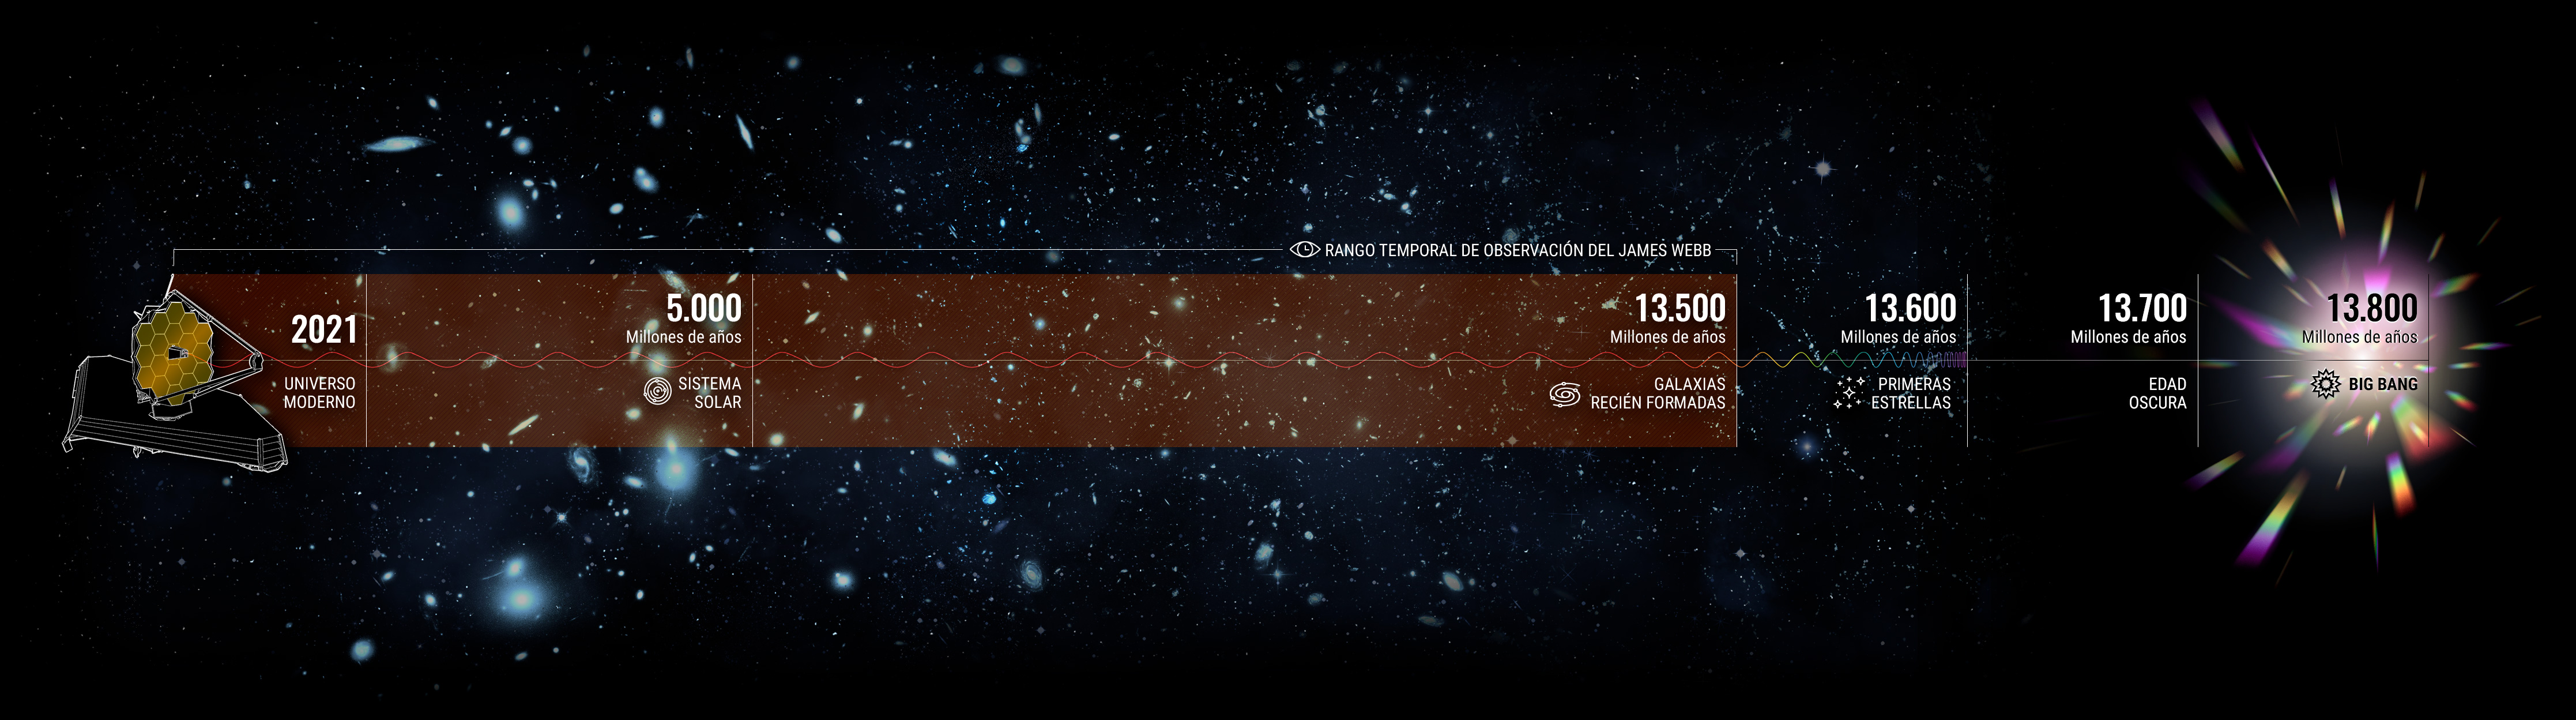 RANGO TEMPORAL DE OBSERVACIÓN DEL JAMES WEBB
2021
UNIVERSO
MODERNO
5.000
Millones de años
SISTEMA
SOLAR
13.500
Millones de años
GALAXIAS
RECIÉN FORMADAS
13.600
Millones de años
PRIMERAS
ESTRELLAS
13.700
Millones de años
EDAD
OSCURA
13.800
Millones de años
BIG BANG